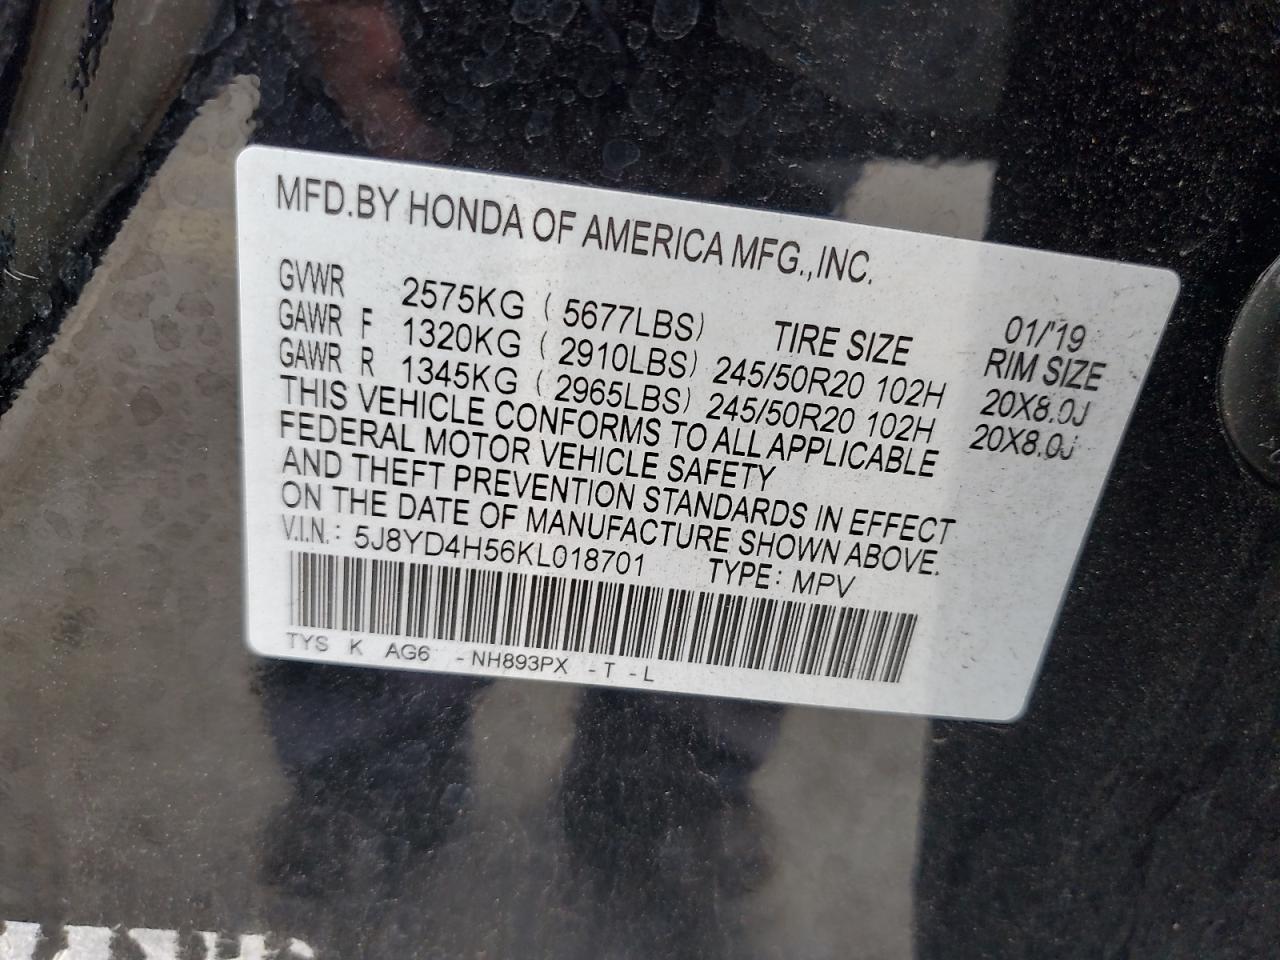 MFD.BY HONDA OF AMERICA MFG.,INC.
01/'19
GVWR 2575KG ( 5677LBS) TIRE SIZE RIM SIZE
GAWR F 1320KG ( 2910LBS) 245/50R20 102H 20X8.0J
GAWR R 1345KG ( 2965LBS) 245/50R20 102H 20X8.0J
THIS VEHICLE CONFORMS TO ALL APPLICABLE
FEDERAL MOTOR VEHICLE SAFETY
AND THEFT PREVENTION STANDARDS IN EFFECT
ON THE DATE OF MANUFACTURE SHOWN ABOVE.
V.I.N.: 5J8YD4H56KL018701 TYPE: MPV
TYS K AG6 -NH893PX -T -L